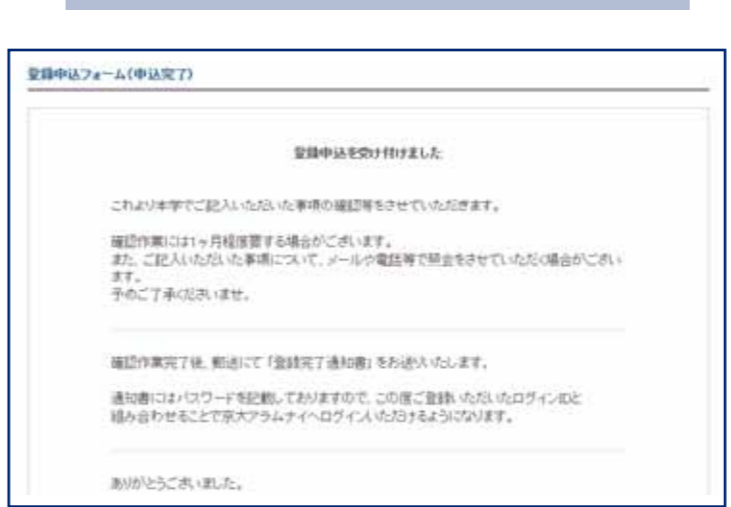 登録申込フォーム(申込完了)
登録申込を受け付けました
これより本学でご記入いただいた事項の確認等をさせていただきます。
確認作業には1ヶ月程度要する場合がございます。
また、ご記入いただいた事項について、メールや電話等で照会をさせていただく場合がござい
ます。
予めご了承くださいませ。
確認作業完了後、郵送にて「登録完了通知書」をお送りいたします。
通知書にはパスワードを記載しておりますので、この度ご登録いただいたログインIDと
組み合わせることで京大アラムナイへログインいただけるようになります。
ありがとうございました。